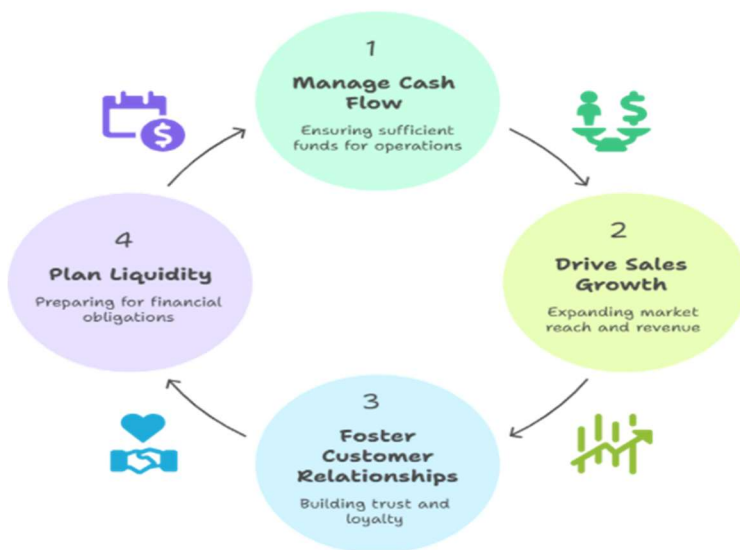 1
Manage Cash
Flow
Ensuring sufficient
funds for operations
2
Drive Sales
Growth
Expanding market
reach and revenue
3
Foster
Customer
Relationships
Building trust and
loyalty
4
Plan Liquidity
Preparing for financial
obligations
$
$